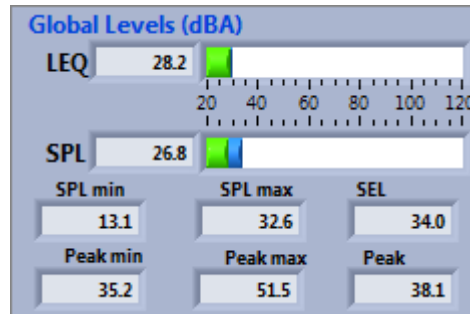 Global Levels (dBA)
LEQ 28.2
20 40 60 80 100 120
SPL 26.8
SPL min SPL max SEL
13.1 32.6 34.0
Peak min Peak max Peak
35.2 51.5 38.1